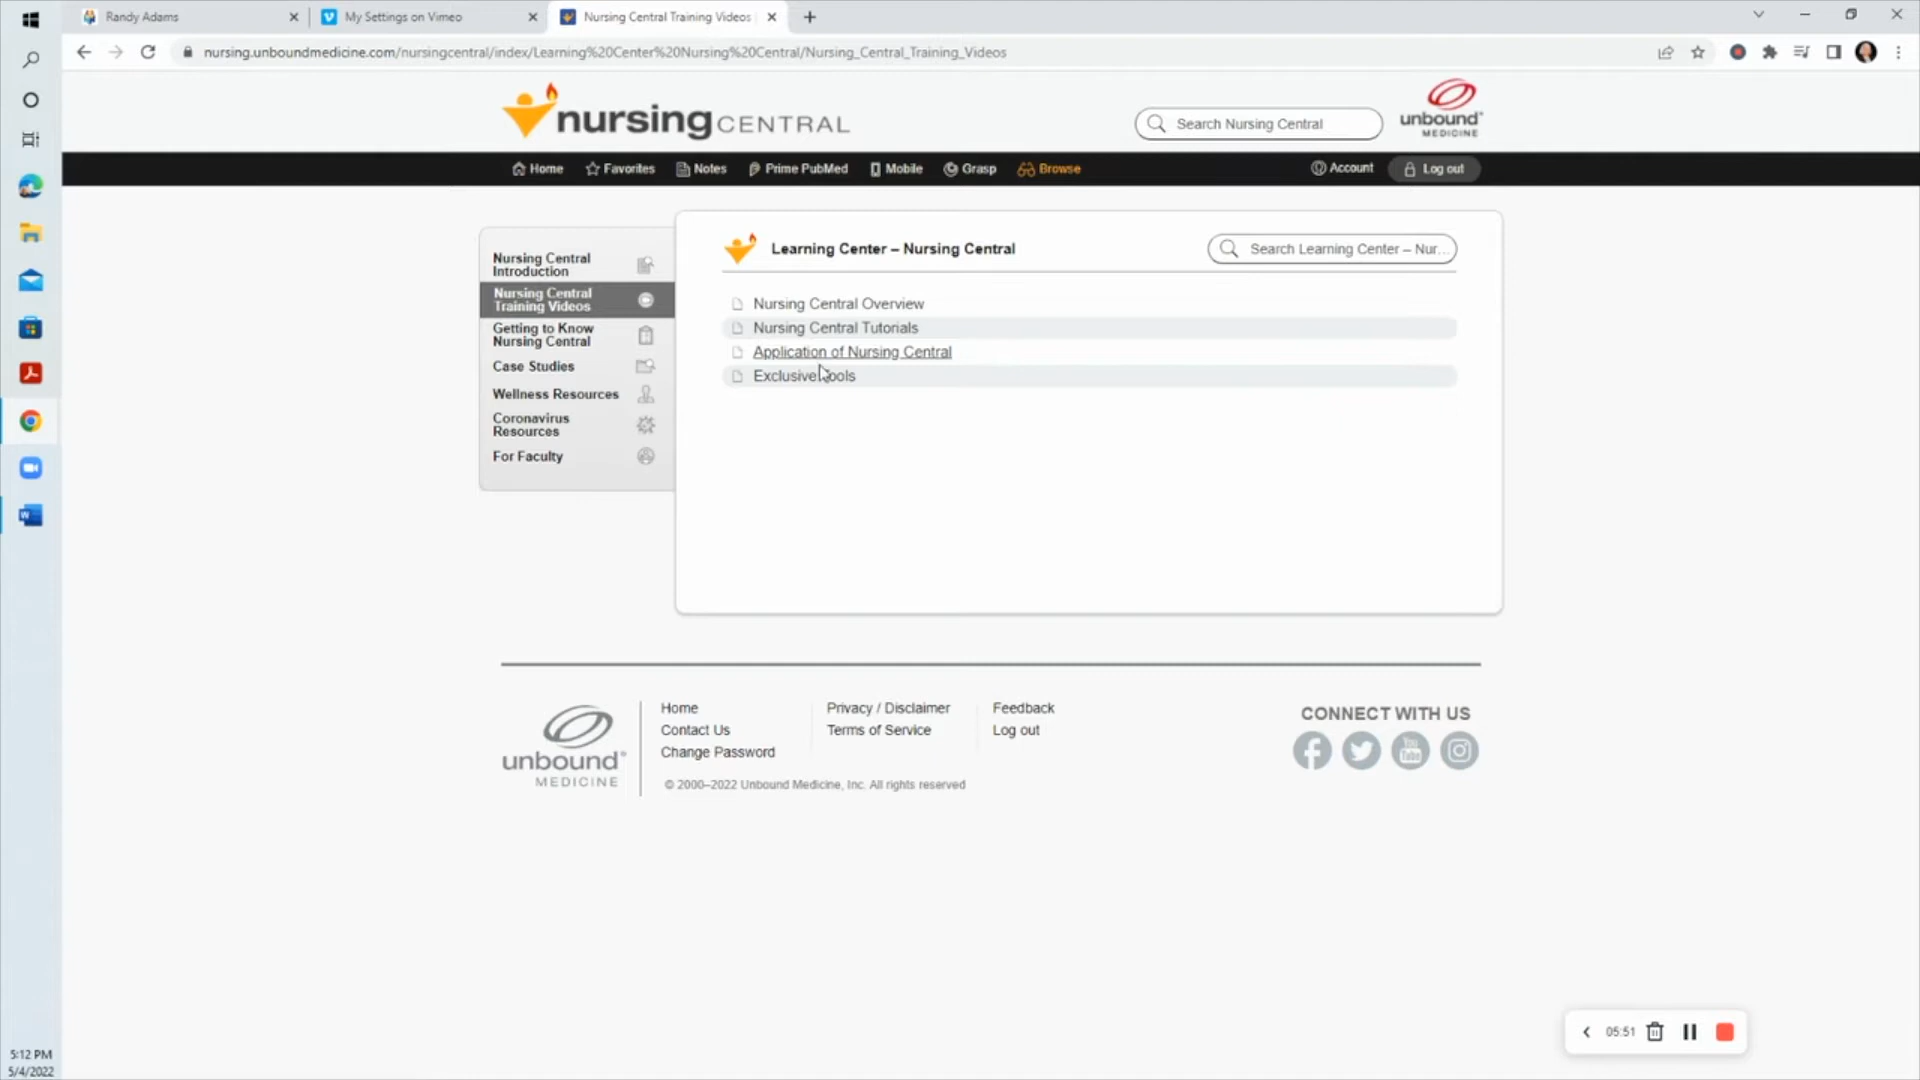 Randy Adams
My Settings on Vimeo
Nursing Central Training Videos
nursing.unboundmedicine.com/nursingcentral/index/Learning%20Center%20Nursing%20Central/Nursing_Central_Training_Videos
nursing CENTRAL
Search Nursing Central
unbound®
MEDICINE
Home
Favorites
Notes
Prime PubMed
Mobile
Grasp
Browse
Account
Log out
Nursing Central
Introduction
Nursing Central
Training Videos
Getting to Know
Nursing Central
Case Studies
Wellness Resources
Coronavirus
Resources
For Faculty
Learning Center – Nursing Central
Search Learning Center – Nur...
Nursing Central Overview
Nursing Central Tutorials
Application of Nursing Central
Exclusive Tools
unbound®
MEDICINE
Home
Contact Us
Change Password
Privacy / Disclaimer
Terms of Service
Feedback
Log out
© 2000–2022 Unbound Medicine, Inc. All rights reserved
CONNECT WITH US
You
Tube
05:51
5:12 PM
5/4/2022